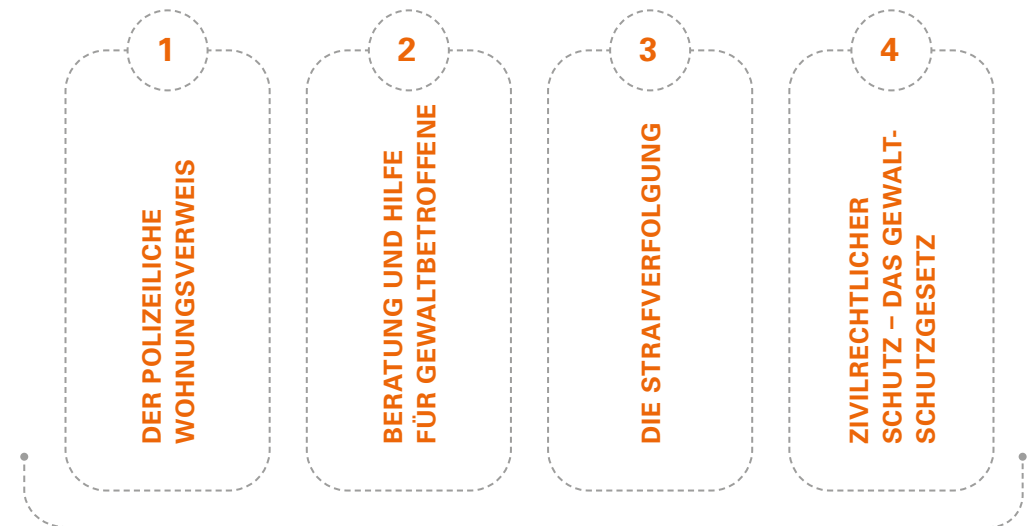 1
DER POLIZEILICHE
WOHNUNGSVERWEIS
2
BERATUNG UND HILFE
FÜR GEWALTBETROFFENE
3
DIE STRAFVERFOLGUNG
4
ZIVILRECHTLICHER
SCHUTZ – DAS GEWALT-
SCHUTZGESETZ